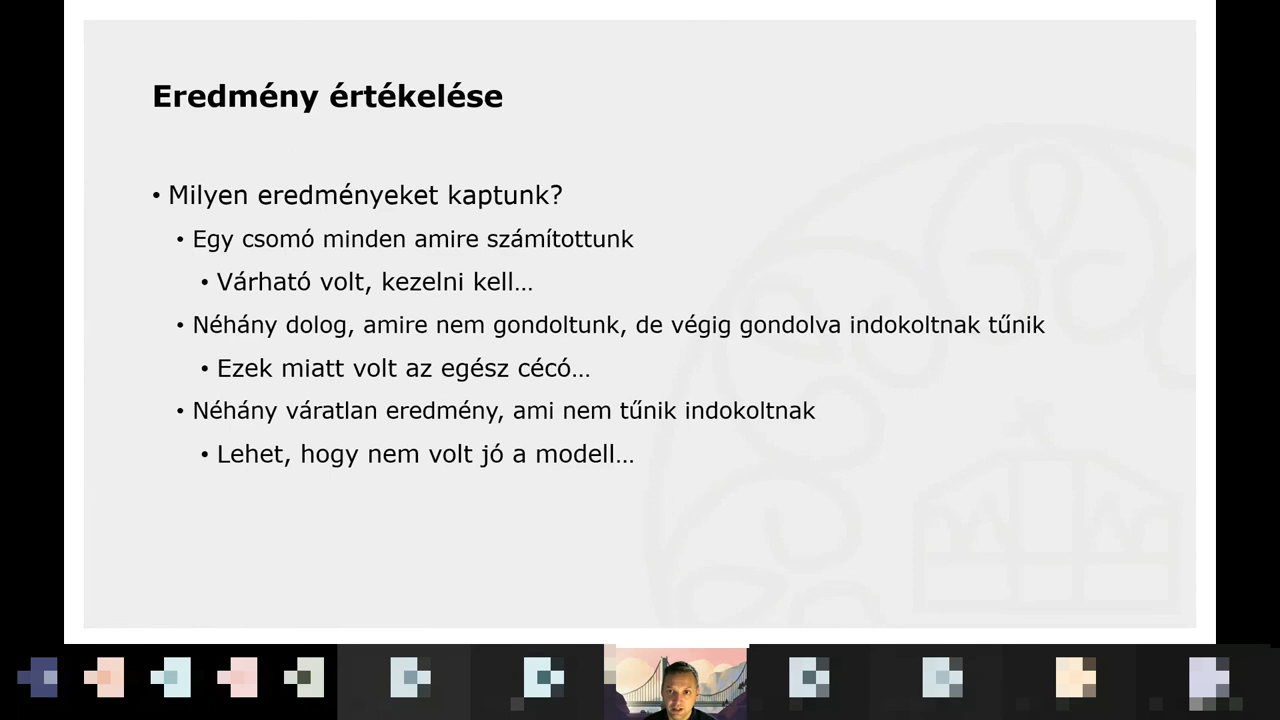 Eredmény értékelése
• Milyen eredményeket kaptunk?
• Egy csomó minden amire számítottunk
• Várható volt, kezelni kell…
• Néhány dolog, amire nem gondoltunk, de végig gondolva indokoltnak tűnik
• Ezek miatt volt az egész cécó…
• Néhány váratlan eredmény, ami nem tűnik indokoltnak
• Lehet, hogy nem volt jó a modell…